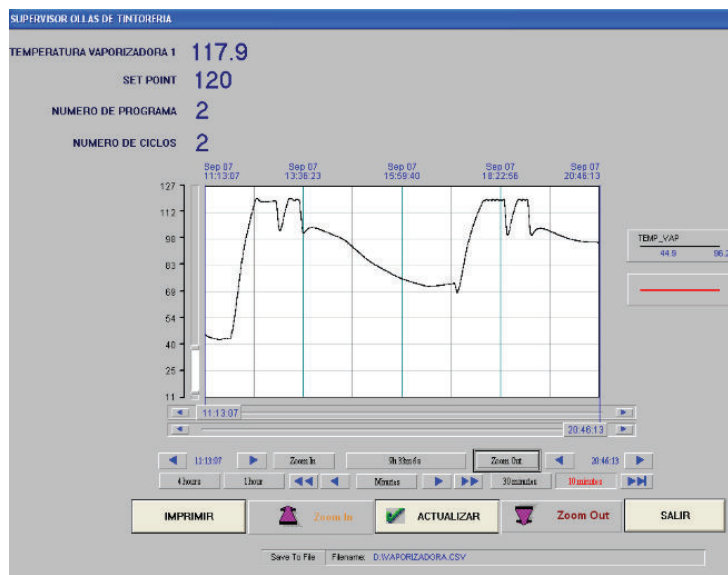 SUPERVISOR OLLAS DE TINTORERIA
TEMPERATURA VAPORIZADORA 1 117.9
SET POINT 120
NUMERO DE PROGRAMA 2
NUMERO DE CICLOS 2
Sep 07 Sep 07 Sep 07 Sep 07 Sep 07
11:13:07 13:36:23 15:59:40 18:22:56 20:46:13
127
112
98
83
69
54
40
25
11
TEMP_VAP
44.9 96.2
11:13:07
20:46:13
11:13:07 Zoom In 9h 33m 6s Zoom Out 20:46:13
4 hours 1 hour Minutes 30 minutes 10 minutes
IMPRIMIR Zoom In ACTUALIZAR Zoom Out SALIR
Save To File Filename: D:\VAPORIZADORA.CSV